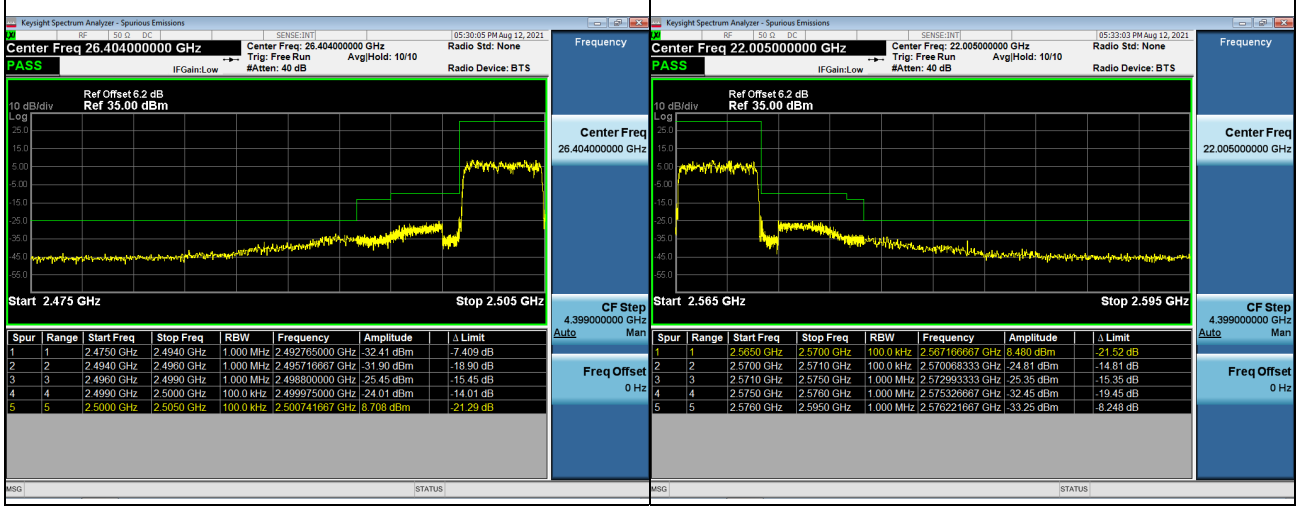 Keysight Spectrum Analyzer - Spurious Emissions
RF 50 Ω DC SENSE:INT 05:30:05 PM Aug 12, 2021
Center Freq 26.404000000 GHz
Center Freq: 26.404000000 GHz
Radio Std: None
Trig: Free Run Avg|Hold: 10/10
PASS
IFGain:Low
#Atten: 40 dB
Radio Device: BTS
Ref Offset 6.2 dB
10 dB/div Ref 35.00 dBm
Log
25.0
15.0
5.00
-5.00
-15.0
-25.0
-35.0
-45.0
-55.0
Start 2.475 GHz Stop 2.505 GHz
Spur Range Start Freq Stop Freq RBW Frequency Amplitude Δ Limit
1 1 2.4750 GHz 2.4940 GHz 1.000 MHz 2.492765000 GHz -32.41 dBm -7.409 dB
2 2 2.4940 GHz 2.4960 GHz 1.000 MHz 2.495716667 GHz -31.90 dBm -18.90 dB
3 3 2.4960 GHz 2.4990 GHz 1.000 MHz 2.498800000 GHz -25.45 dBm -15.45 dB
4 4 2.4990 GHz 2.5000 GHz 100.0 kHz 2.499975000 GHz -24.01 dBm -14.01 dB
5 5 2.5000 GHz 2.5050 GHz 100.0 kHz 2.500741667 GHz 8.708 dBm -21.29 dB
MSG STATUS
Frequency
Center Freq
26.404000000 GHz
CF Step
4.399000000 GHz
Auto Man
Freq Offset
0 Hz
Keysight Spectrum Analyzer - Spurious Emissions
RF 50 Ω DC SENSE:INT 05:33:03 PM Aug 12, 2021
Center Freq 22.005000000 GHz
Center Freq: 22.005000000 GHz
Radio Std: None
Trig: Free Run Avg|Hold: 10/10
PASS
IFGain:Low
#Atten: 40 dB
Radio Device: BTS
Ref Offset 6.2 dB
10 dB/div Ref 35.00 dBm
Log
25.0
15.0
5.00
-5.00
-15.0
-25.0
-35.0
-45.0
-55.0
Start 2.565 GHz Stop 2.595 GHz
Spur Range Start Freq Stop Freq RBW Frequency Amplitude Δ Limit
1 1 2.5650 GHz 2.5700 GHz 100.0 kHz 2.567166667 GHz 8.480 dBm -21.52 dB
2 2 2.5700 GHz 2.5710 GHz 100.0 kHz 2.570068333 GHz -24.81 dBm -14.81 dB
3 3 2.5710 GHz 2.5750 GHz 1.000 MHz 2.572993333 GHz -25.35 dBm -15.35 dB
4 4 2.5750 GHz 2.5760 GHz 1.000 MHz 2.575326667 GHz -32.45 dBm -19.45 dB
5 5 2.5760 GHz 2.5950 GHz 1.000 MHz 2.576221667 GHz -33.25 dBm -8.248 dB
MSG STATUS
Frequency
Center Freq
22.005000000 GHz
CF Step
4.399000000 GHz
Auto Man
Freq Offset
0 Hz